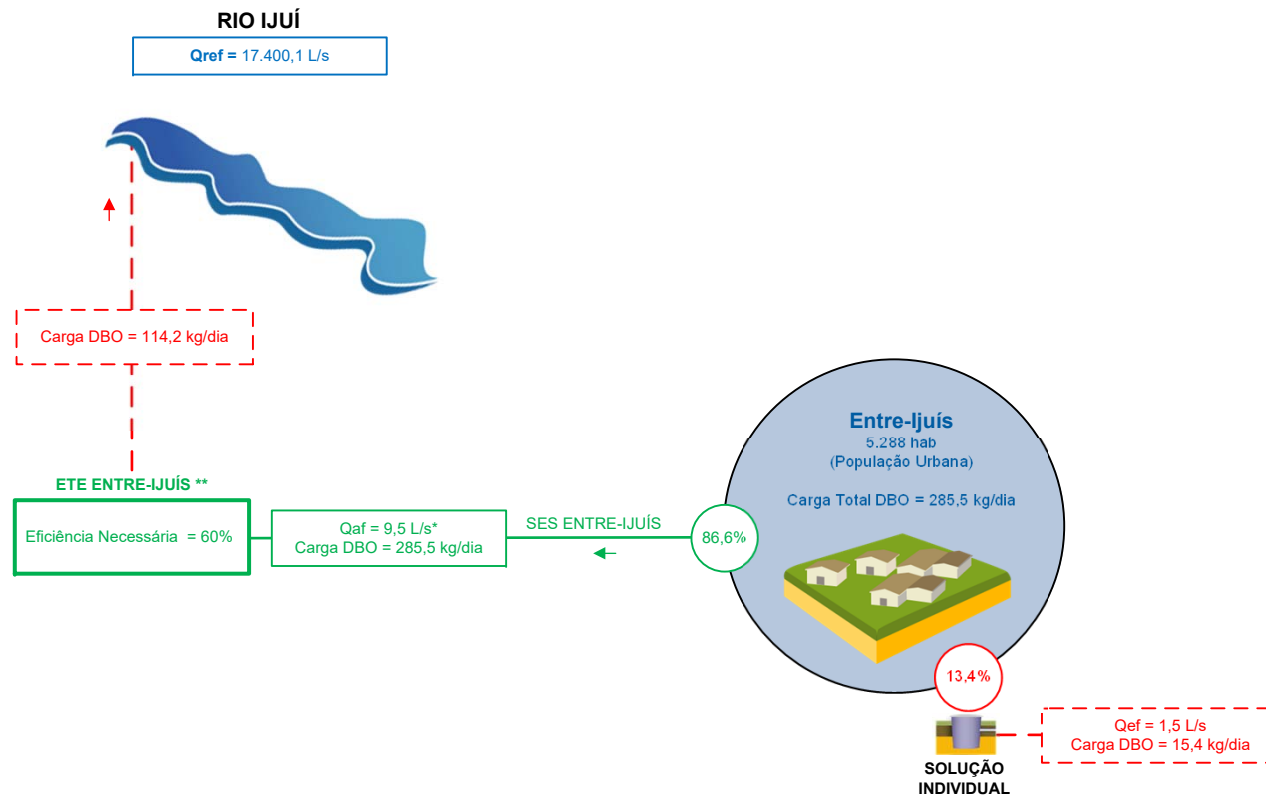 RIO IJUÍ
Qref = 17.400,1 L/s
Carga DBO = 114,2 kg/dia
ETE ENTRE-IJUÍS **
Eficiência Necessária = 60%
Qaf = 9,5 L/s*
Carga DBO = 285,5 kg/dia
SES ENTRE-IJUÍS
86,6%
Entre-Ijuís
5.288 hab
(População Urbana)
Carga Total DBO = 285,5 kg/dia
13,4%
SOLUÇÃO
INDIVIDUAL
Qef = 1,5 L/s
Carga DBO = 15,4 kg/dia